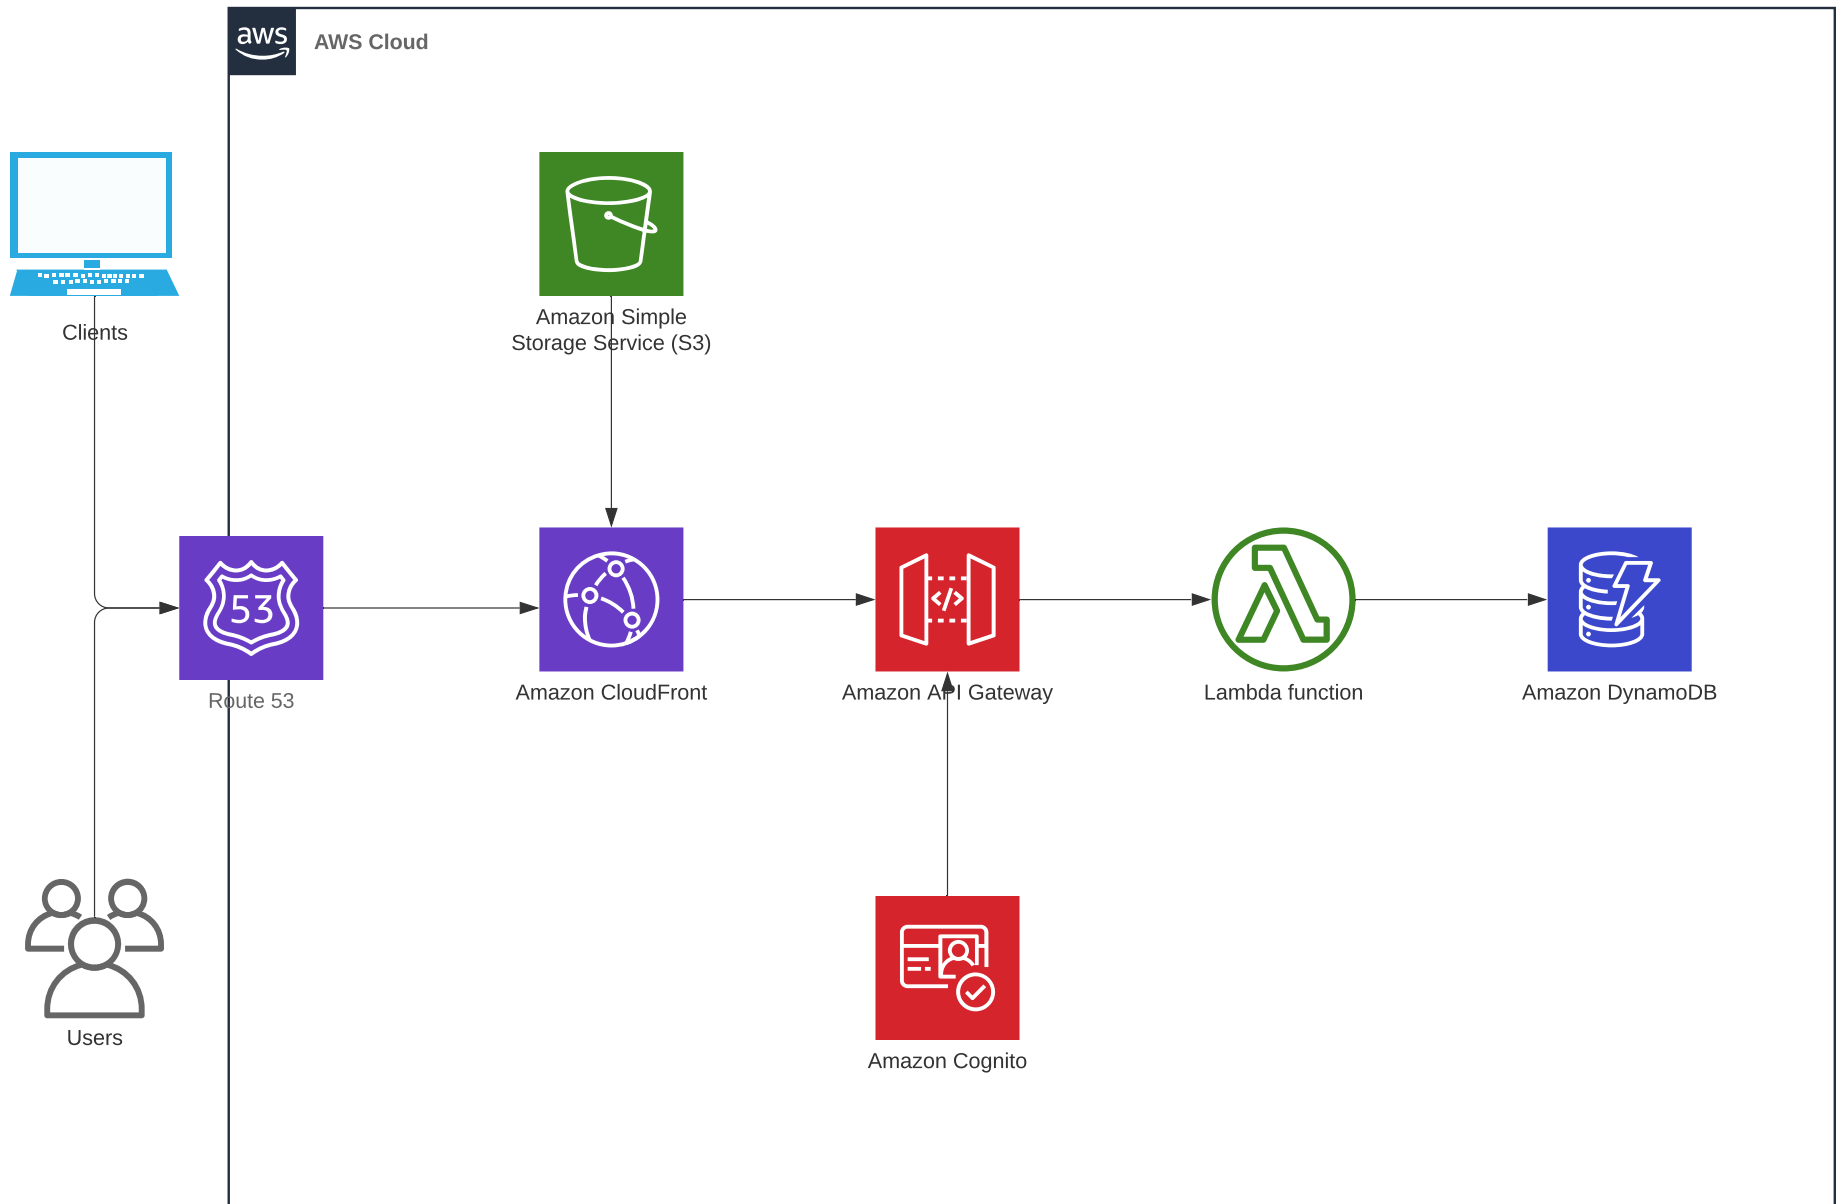 aws
AWS Cloud
Clients
Amazon Simple
Storage Service (S3)
53
Route 53
Amazon CloudFront
</>
Amazon API Gateway
Lambda function
Amazon DynamoDB
Users
Amazon Cognito